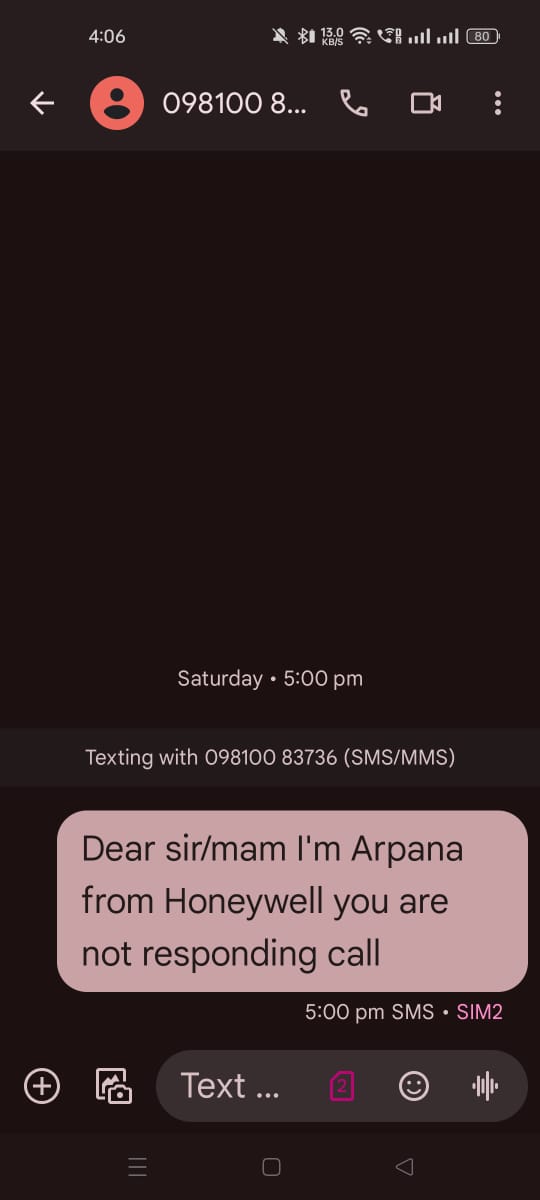 4:06
13.0
KB/S
80
098100 8...
Saturday • 5:00 pm
Texting with 098100 83736 (SMS/MMS)
Dear sir/mam I'm Arpana
from Honeywell you are
not responding call
5:00 pm SMS • SIM2
Text ...
2